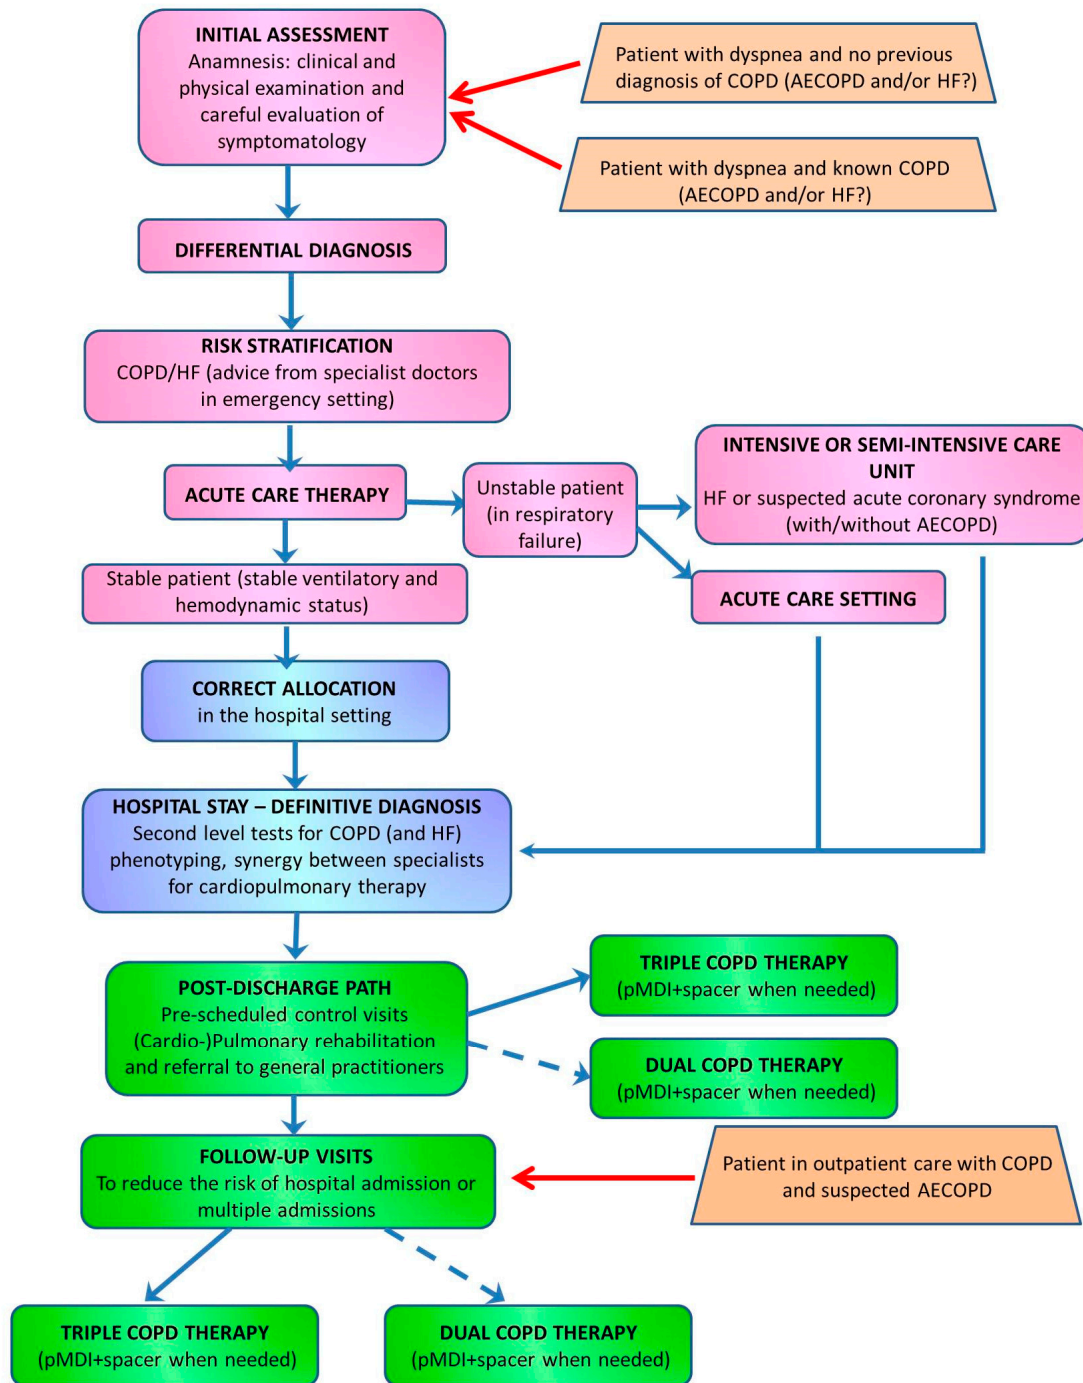 INITIAL ASSESSMENT
Anamnesis: clinical and
physical examination and
careful evaluation of
symptomatology
Patient with dyspnea and no previous
diagnosis of COPD (AECOPD and/or HF?)
Patient with dyspnea and known COPD
(AECOPD and/or HF?)
DIFFERENTIAL DIAGNOSIS
RISK STRATIFICATION
COPD/HF (advice from specialist doctors
in emergency setting)
ACUTE CARE THERAPY
Unstable patient
(in respiratory
failure)
INTENSIVE OR SEMI-INTENSIVE CARE
UNIT
HF or suspected acute coronary syndrome
(with/without AECOPD)
Stable patient (stable ventilatory and
hemodynamic status)
ACUTE CARE SETTING
CORRECT ALLOCATION
in the hospital setting
HOSPITAL STAY – DEFINITIVE DIAGNOSIS
Second level tests for COPD (and HF)
phenotyping, synergy between specialists
for cardiopulmonary therapy
POST-DISCHARGE PATH
Pre-scheduled control visits
(Cardio-)Pulmonary rehabilitation
and referral to general practitioners
TRIPLE COPD THERAPY
(pMDI+spacer when needed)
DUAL COPD THERAPY
(pMDI+spacer when needed)
FOLLOW-UP VISITS
To reduce the risk of hospital admission or
multiple admissions
Patient in outpatient care with COPD
and suspected AECOPD
TRIPLE COPD THERAPY
(pMDI+spacer when needed)
DUAL COPD THERAPY
(pMDI+spacer when needed)